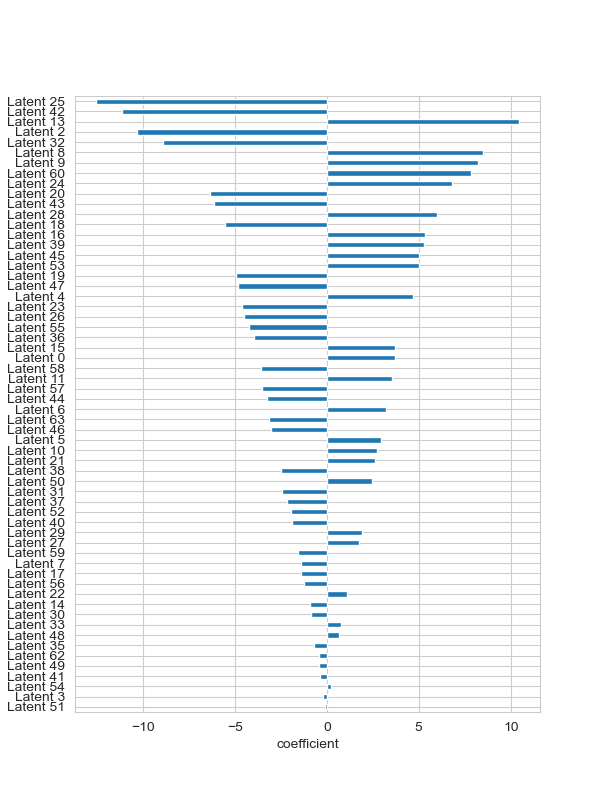 Latent 25
Latent 42
Latent 13
Latent 2
Latent 32
Latent 8
Latent 9
Latent 60
Latent 24
Latent 20
Latent 43
Latent 28
Latent 18
Latent 16
Latent 39
Latent 45
Latent 53
Latent 19
Latent 47
Latent 4
Latent 23
Latent 26
Latent 55
Latent 36
Latent 15
Latent 0
Latent 58
Latent 11
Latent 57
Latent 44
Latent 6
Latent 63
Latent 46
Latent 5
Latent 10
Latent 21
Latent 38
Latent 50
Latent 31
Latent 37
Latent 52
Latent 40
Latent 29
Latent 27
Latent 59
Latent 7
Latent 17
Latent 56
Latent 22
Latent 14
Latent 30
Latent 33
Latent 48
Latent 35
Latent 62
Latent 49
Latent 41
Latent 54
Latent 3
Latent 51
−10 −5 0 5 10
coefficient